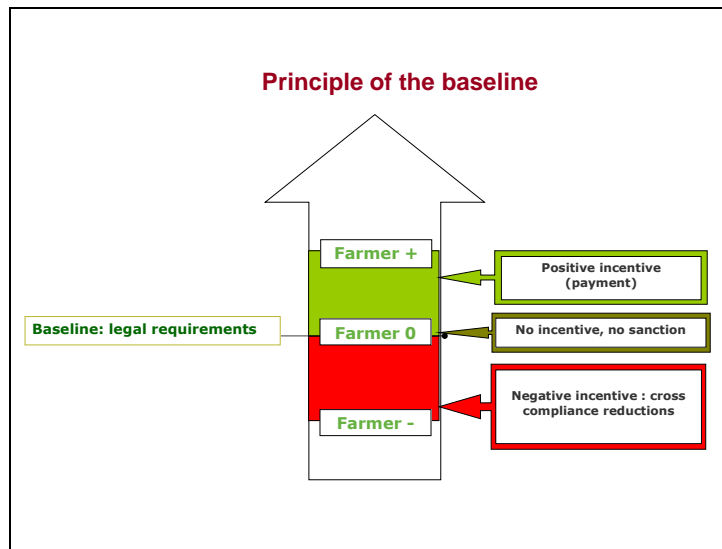 Principle of the baseline
Farmer +
Positive incentive
(payment)
Baseline: legal requirements
Farmer 0
No incentive, no sanction
Negative incentive : cross
compliance reductions
Farmer -